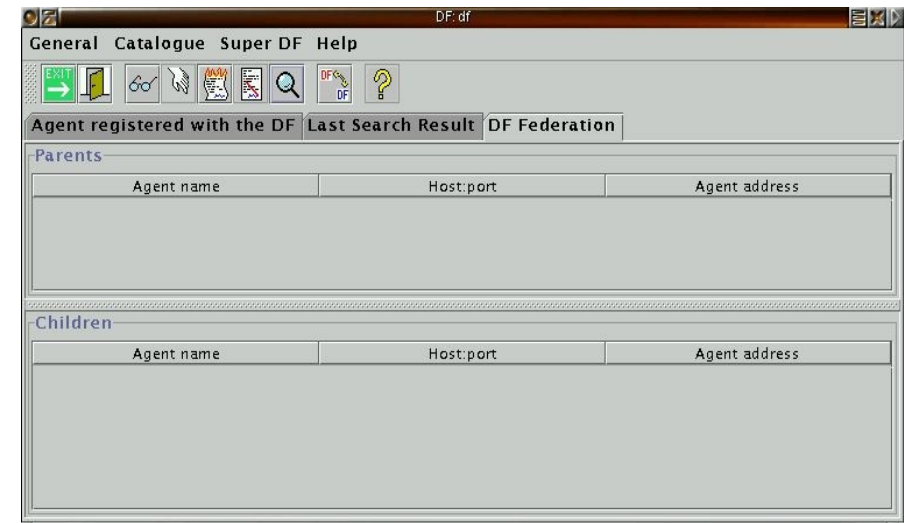 DF: df
General Catalogue Super DF Help
EXIT DF DF
Agent registered with the DF Last Search Result DF Federation
Parents
Agent name Host:port Agent address
Children
Agent name Host:port Agent address